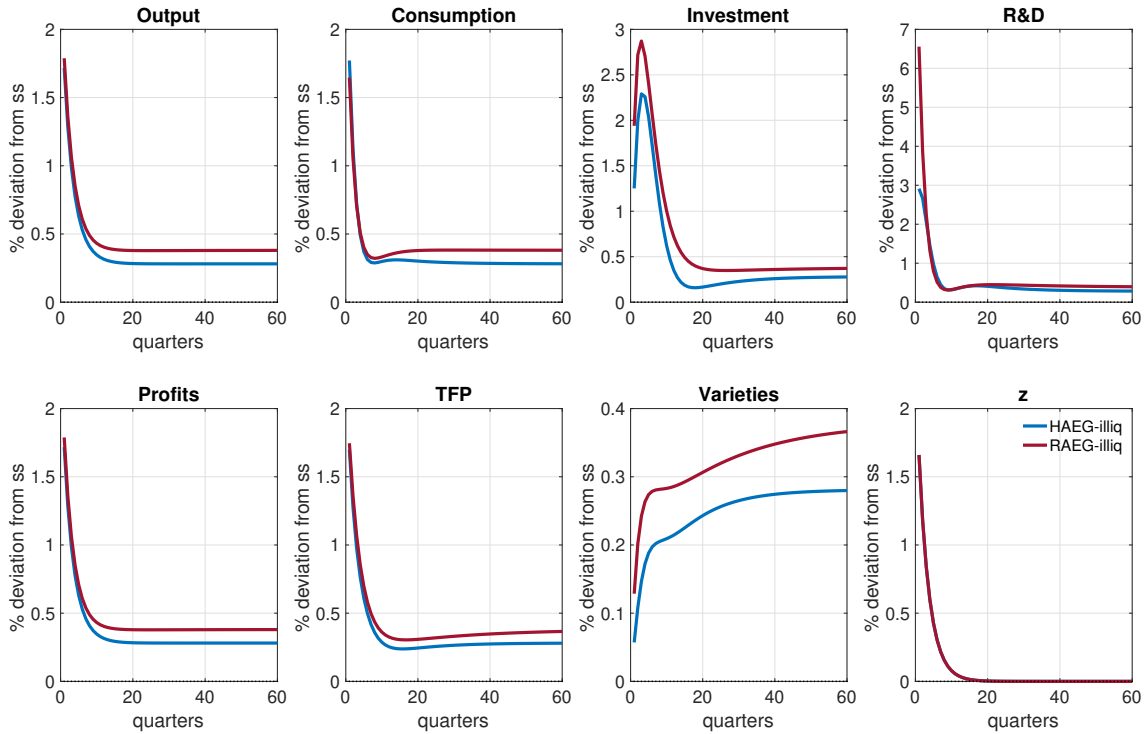 Output
% deviation from ss
2
1.5
1
0.5
0
0 20 40 60
quarters
Consumption
% deviation from ss
2
1.5
1
0.5
0
0 20 40 60
quarters
Investment
% deviation from ss
3
2.5
2
1.5
1
0.5
0
0 20 40 60
quarters
R&D
% deviation from ss
7
6
5
4
3
2
1
0
0 20 40 60
quarters
Profits
% deviation from ss
2
1.5
1
0.5
0
0 20 40 60
quarters
TFP
% deviation from ss
2
1.5
1
0.5
0
0 20 40 60
quarters
Varieties
% deviation from ss
0.4
0.3
0.2
0.1
0
0 20 40 60
quarters
z
% deviation from ss
2
1.5
1
0.5
0
HAEG-illiq
RAEG-illiq
0 20 40 60
quarters